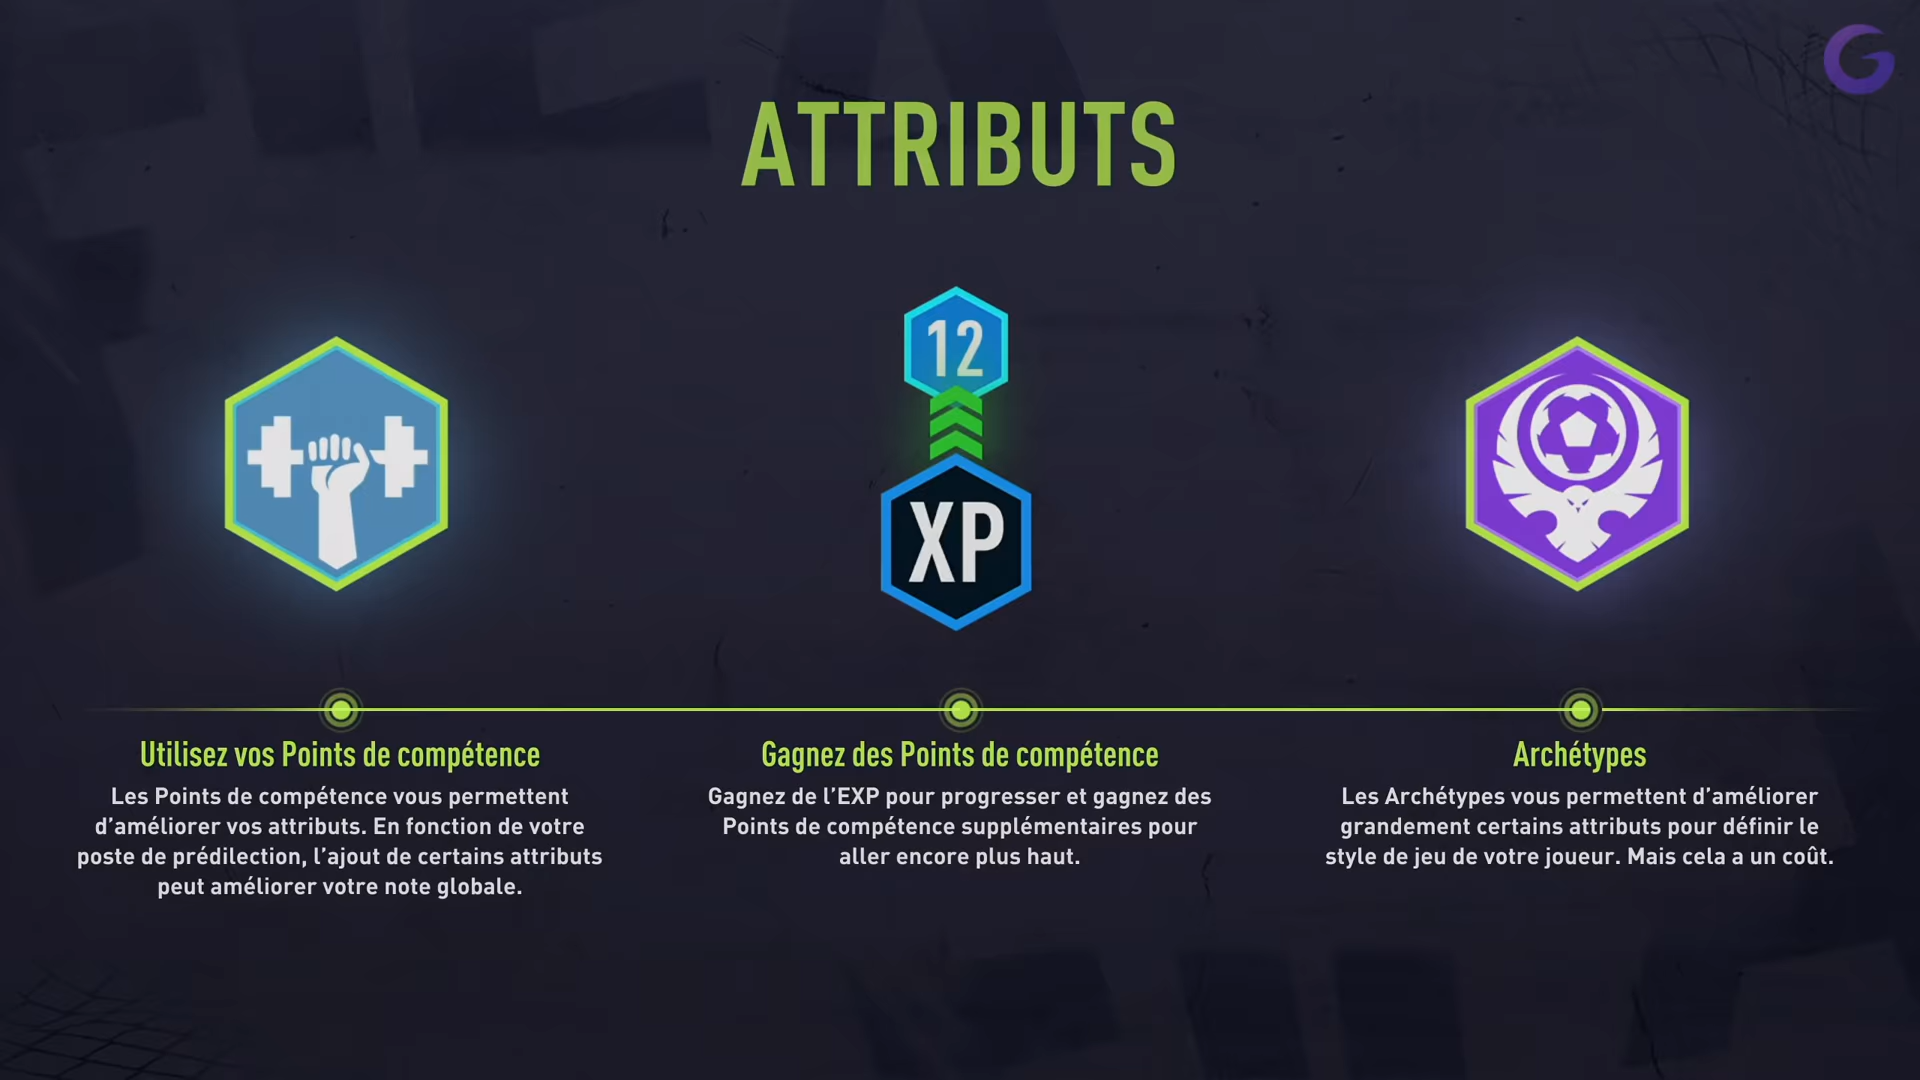 ATTRIBUTS
12
XP
Utilisez vos Points de compétence
Les Points de compétence vous permettent
d’améliorer vos attributs. En fonction de votre
poste de prédilection, l’ajout de certains attributs
peut améliorer votre note globale.
Gagnez des Points de compétence
Gagnez de l’EXP pour progresser et gagnez des
Points de compétence supplémentaires pour
aller encore plus haut.
Archétypes
Les Archétypes vous permettent d’améliorer
grandement certains attributs pour définir le
style de jeu de votre joueur. Mais cela a un coût.